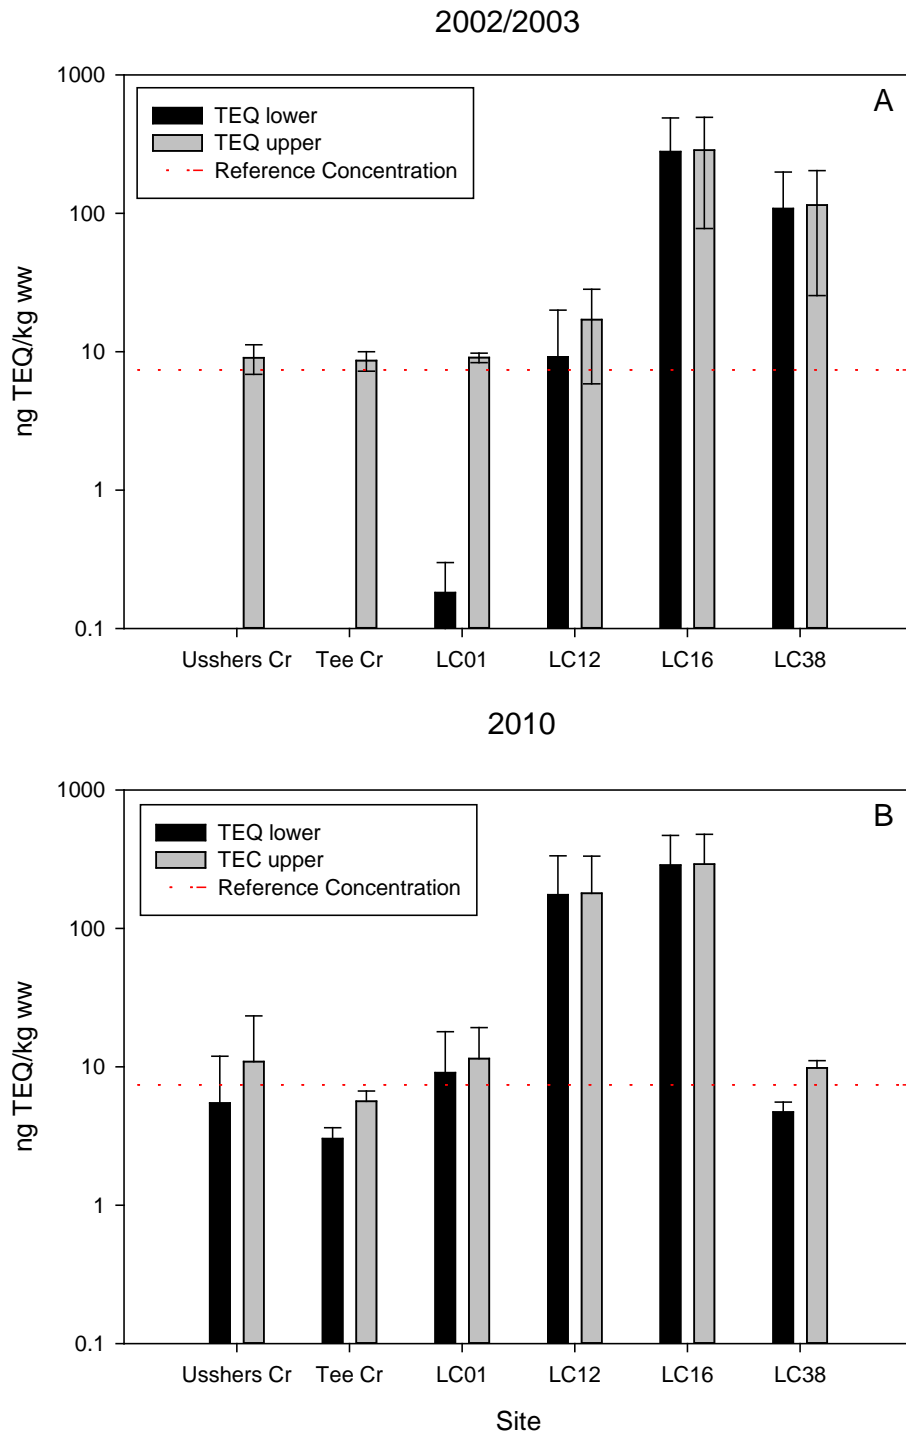 2002/2003
A
TEQ lower
TEQ upper
Reference Concentration
1000
100
10
1
0.1
ng TEQ/kg ww
Usshers Cr Tee Cr LC01 LC12 LC16 LC38
2010
B
TEQ lower
TEC upper
Reference Concentration
1000
100
10
1
0.1
ng TEQ/kg ww
Usshers Cr Tee Cr LC01 LC12 LC16 LC38
Site